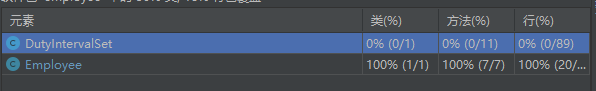 元素 类(%) 方法(%) 行(%)
DutyIntervalSet 0% (0/1) 0% (0/11) 0% (0/89)
Employee 100% (1/1) 100% (7/7) 100% (20/...